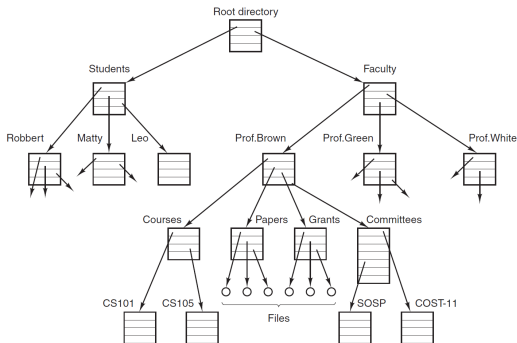 Root directory
Students
Faculty
Robbert
Matty
Leo
Prof.Brown
Prof.Green
Prof.White
Courses
Papers
Grants
Committees
CS101
CS105
Files
SOSP
COST-11